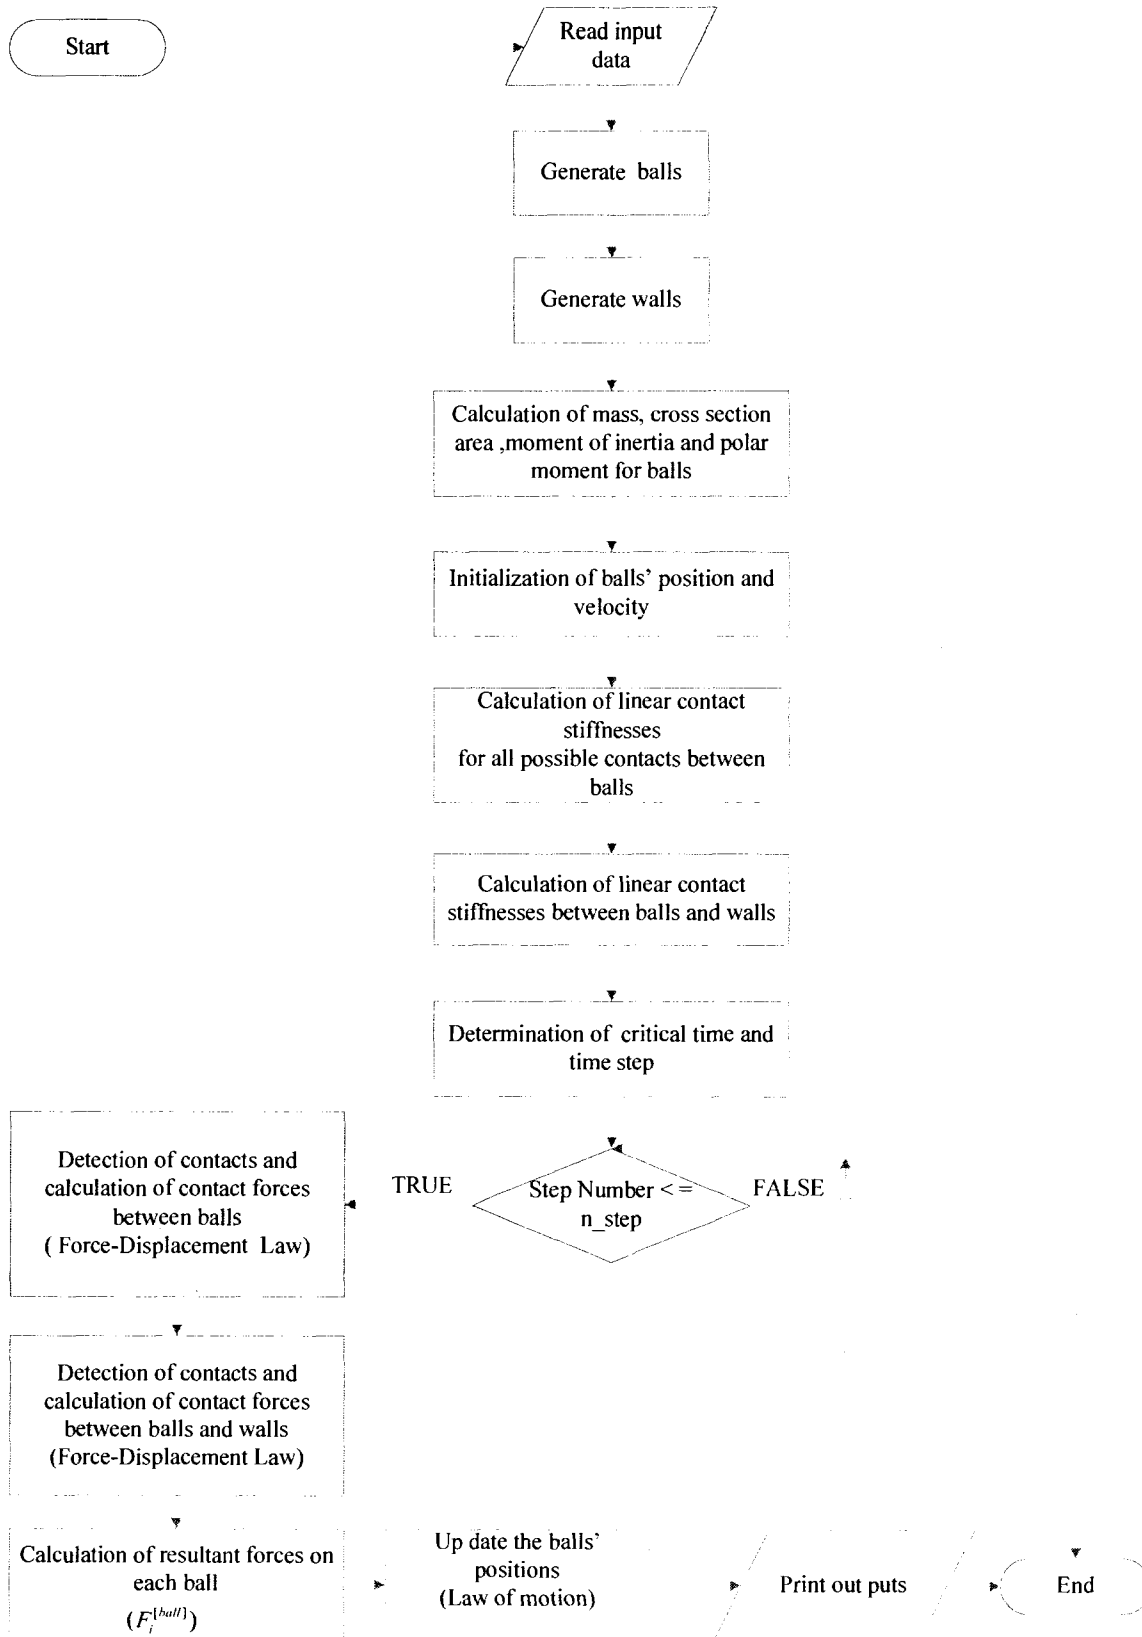 Start
Read input
data
Generate balls
Generate walls
Calculation of mass, cross section
area ,moment of inertia and polar
moment for balls
Initialization of balls’ position and
velocity
Calculation of linear contact
stiffnesses
for all possible contacts between
balls
Calculation of linear contact
stiffnesses between balls and walls
Determination of critical time and
time step
Step Number < =
n_step
TRUE
FALSE
Detection of contacts and
calculation of contact forces
between balls
( Force-Displacement Law)
Detection of contacts and
calculation of contact forces
between balls and walls
(Force-Displacement Law)
Calculation of resultant forces on
each ball
(F_i^{[ball]})
Up date the balls’
positions
(Law of motion)
Print out puts
End